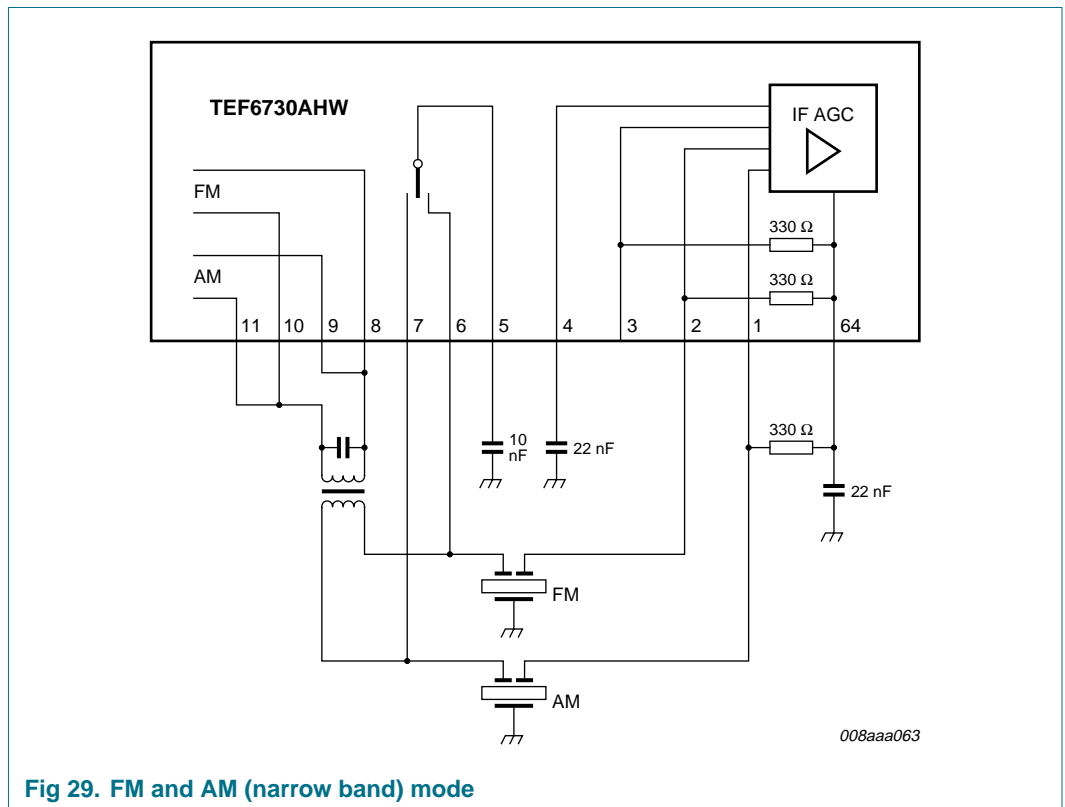 TEF6730AHW
IF AGC
FM
AM
330 Ω
330 Ω
11 10 9 8 7 6 5 4 3 2 1 64
330 Ω
10
nF
22 nF
22 nF
FM
AM
008aaa063
Fig 29. FM and AM (narrow band) mode